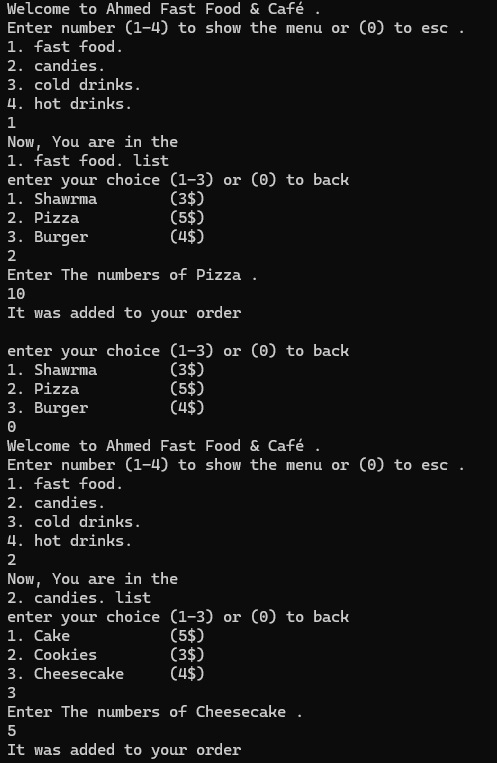 Welcome to Ahmed Fast Food & Café .
Enter number (1-4) to show the menu or (0) to esc .
1. fast food.
2. candies.
3. cold drinks.
4. hot drinks.
1
Now, You are in the
1. fast food. list
enter your choice (1-3) or (0) to back
1. Shawrma        (3$)
2. Pizza          (5$)
3. Burger         (4$)
2
Enter The numbers of Pizza .
10
It was added to your order

enter your choice (1-3) or (0) to back
1. Shawrma        (3$)
2. Pizza          (5$)
3. Burger         (4$)
0
Welcome to Ahmed Fast Food & Café .
Enter number (1-4) to show the menu or (0) to esc .
1. fast food.
2. candies.
3. cold drinks.
4. hot drinks.
2
Now, You are in the
2. candies. list
enter your choice (1-3) or (0) to back
1. Cake           (5$)
2. Cookies        (3$)
3. Cheesecake     (4$)
3
Enter The numbers of Cheesecake .
5
It was added to your order